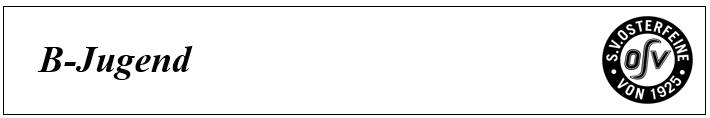 B-Jugend
S.V. OSTERFEINE
OSV
VON 1925